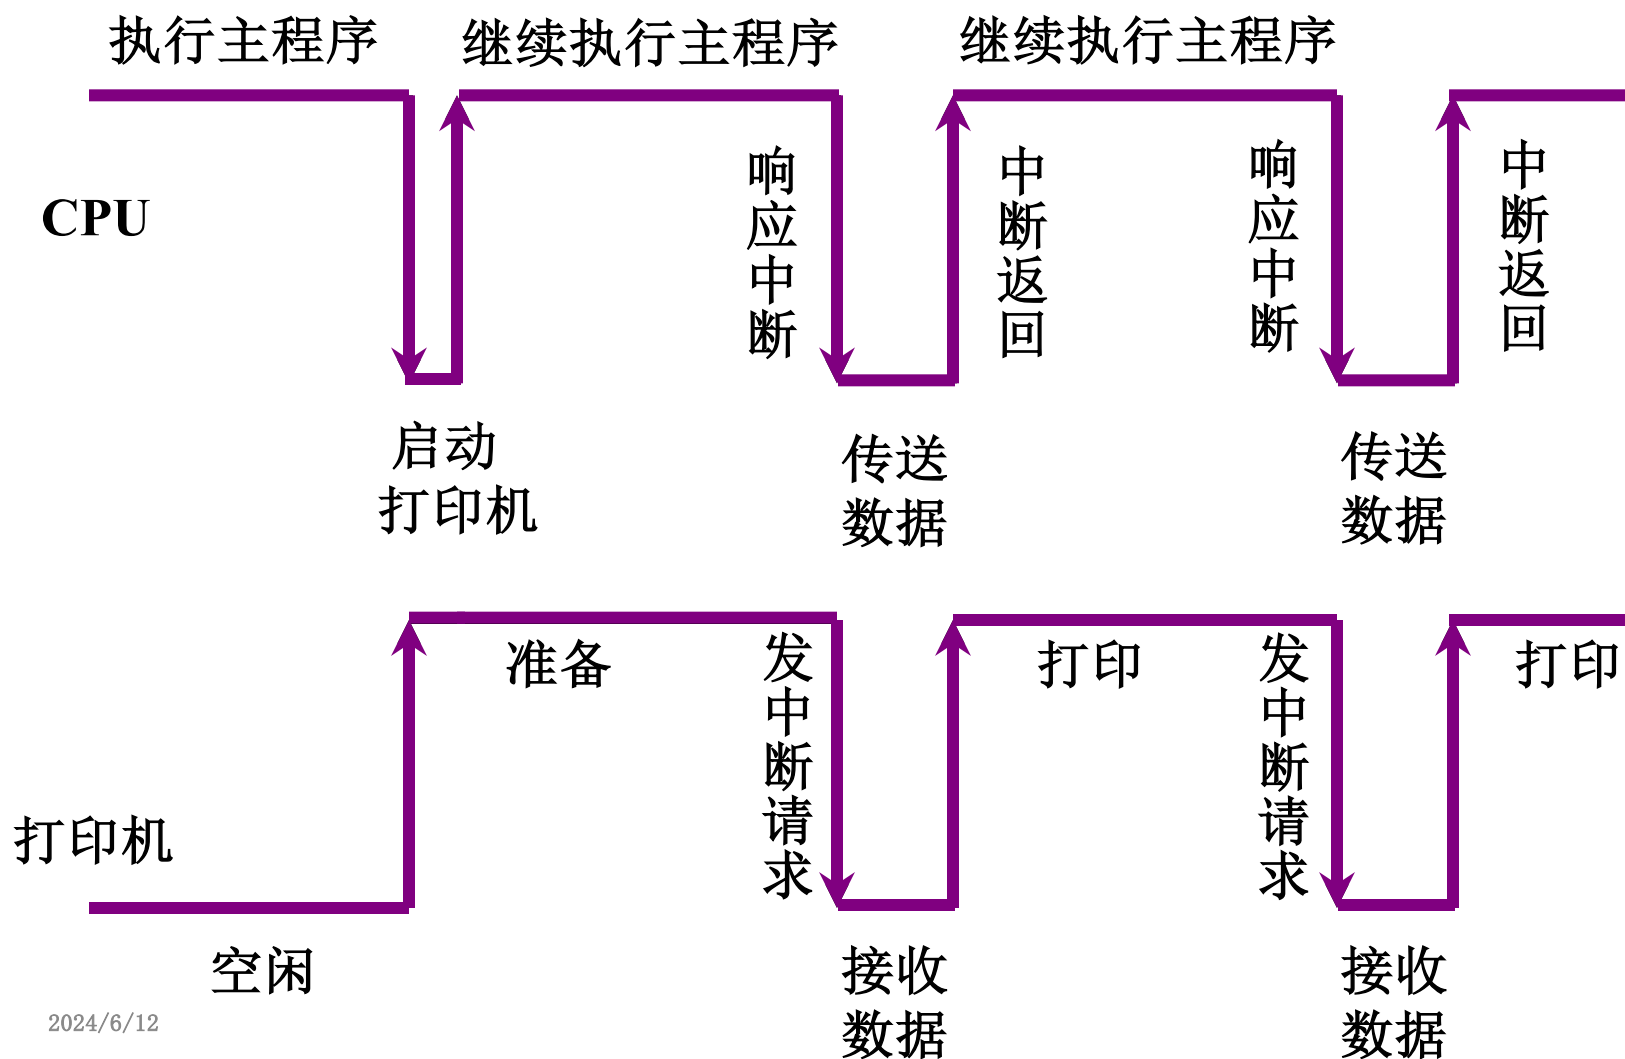 执行主程序
继续执行主程序
继续执行主程序
CPU
响应中断
中断返回
响应中断
中断返回
启动
打印机
传送
数据
传送
数据
准备
发中断请求
打印
发中断请求
打印
打印机
空闲
接收
数据
接收
数据
2024/6/12